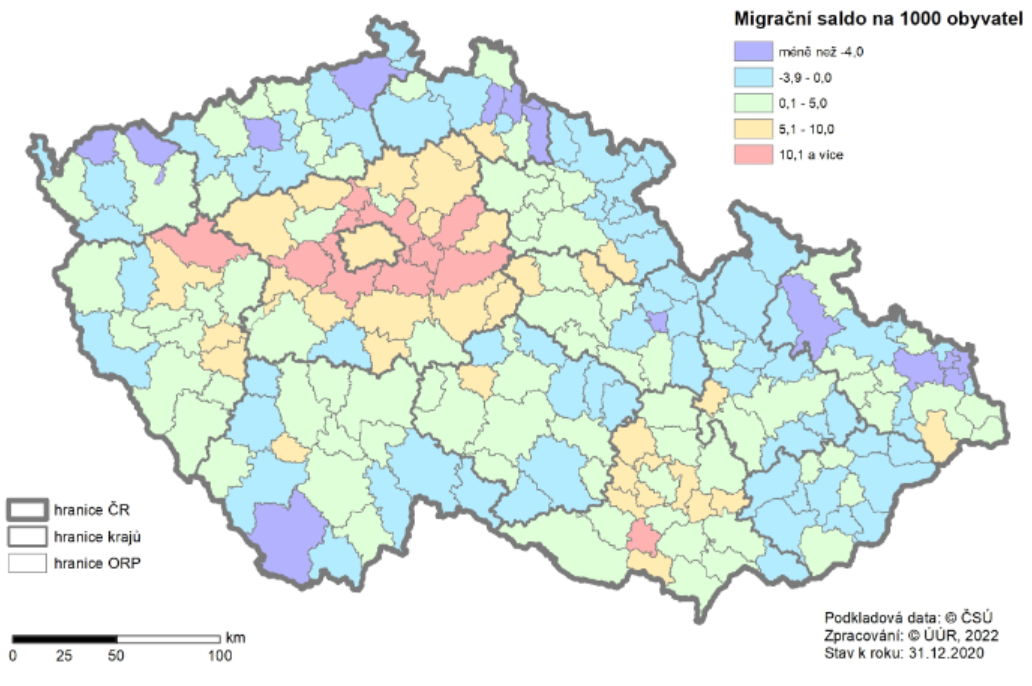 Migrační saldo na 1000 obyvatel
méně než -4,0
-3,9 - 0,0
0,1 - 5,0
5,1 - 10,0
10,1 a více
hranice ČR
hranice krajů
hranice ORP
km
0 25 50 100
Podkladová data: © ČSÚ
Zpracování: © ÚÚR, 2022
Stav k roku: 31.12.2020